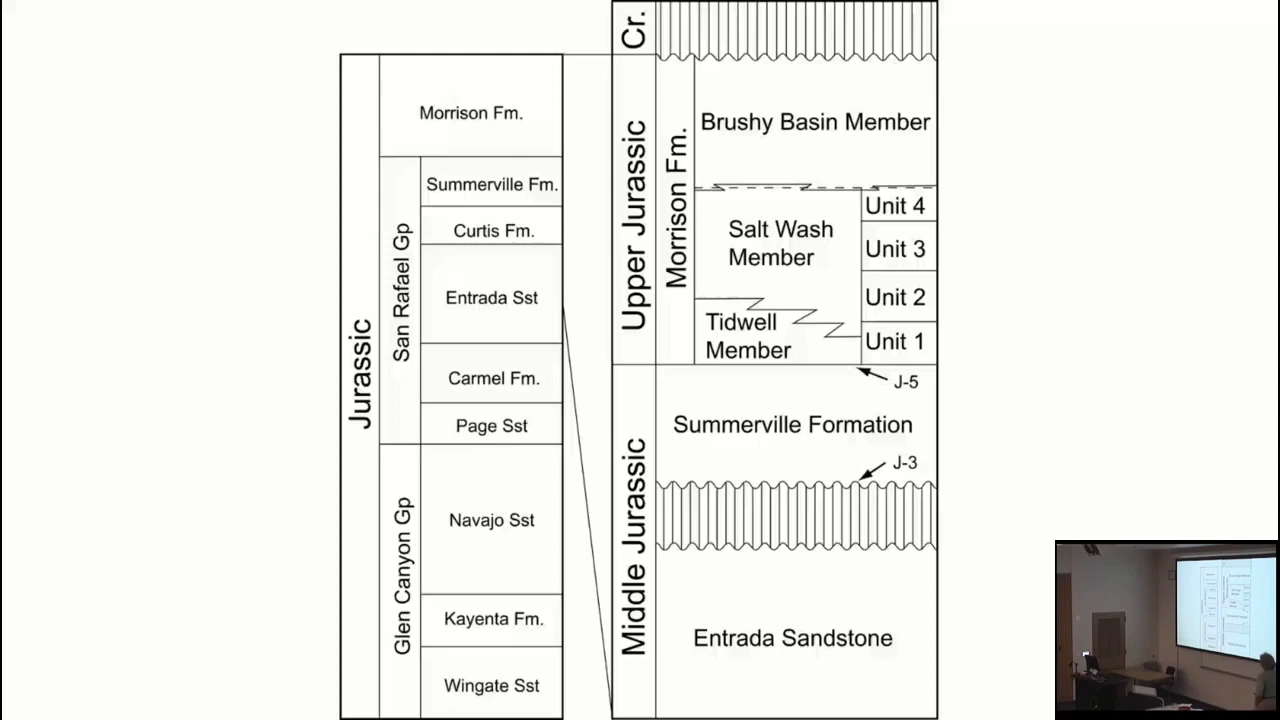 Jurassic
Morrison Fm.
San Rafael Gp
Summerville Fm.
Curtis Fm.
Entrada Sst
Carmel Fm.
Page Sst
Glen Canyon Gp
Navajo Sst
Kayenta Fm.
Wingate Sst
Cr.
Upper Jurassic
Morrison Fm.
Brushy Basin Member
Salt Wash
Member
Unit 4
Unit 3
Unit 2
Unit 1
Tidwell
Member
J-5
Middle Jurassic
Summerville Formation
J-3
Entrada Sandstone